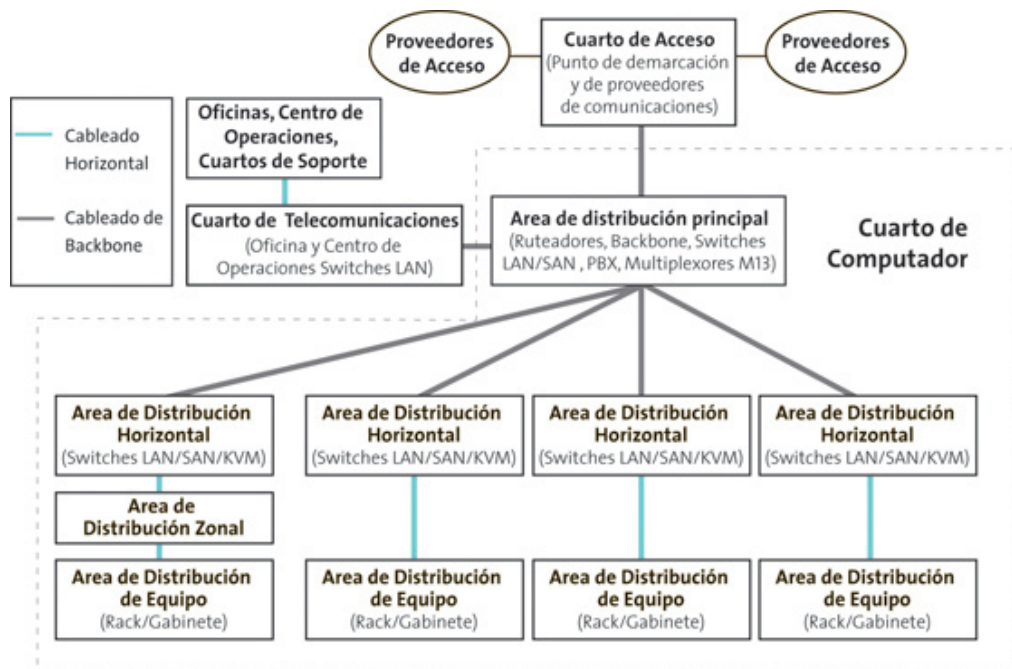 Proveedores
de Acceso
Cuarto de Acceso
(Punto de demarcación
y de proveedores
de comunicaciones)
Proveedores
de Acceso
Cableado
Horizontal
Cableado de
Backbone
Oficinas, Centro de
Operaciones,
Cuartos de Soporte
Cuarto de Telecomunicaciones
(Oficina y Centro de
Operaciones Switches LAN)
Area de distribución principal
(Ruteadores, Backbone, Switches
LAN/SAN , PBX, Multiplexores M13)
Cuarto de
Computador
Area de Distribución
Horizontal
(Switches LAN/SAN/KVM)
Area de Distribución
Horizontal
(Switches LAN/SAN/KVM)
Area de Distribución
Horizontal
(Switches LAN/SAN/KVM)
Area de Distribución
Horizontal
(Switches LAN/SAN/KVM)
Area de
Distribución Zonal
Area de Distribución
de Equipo
(Rack/Gabinete)
Area de Distribución
de Equipo
(Rack/Gabinete)
Area de Distribución
de Equipo
(Rack/Gabinete)
Area de Distribución
de Equipo
(Rack/Gabinete)